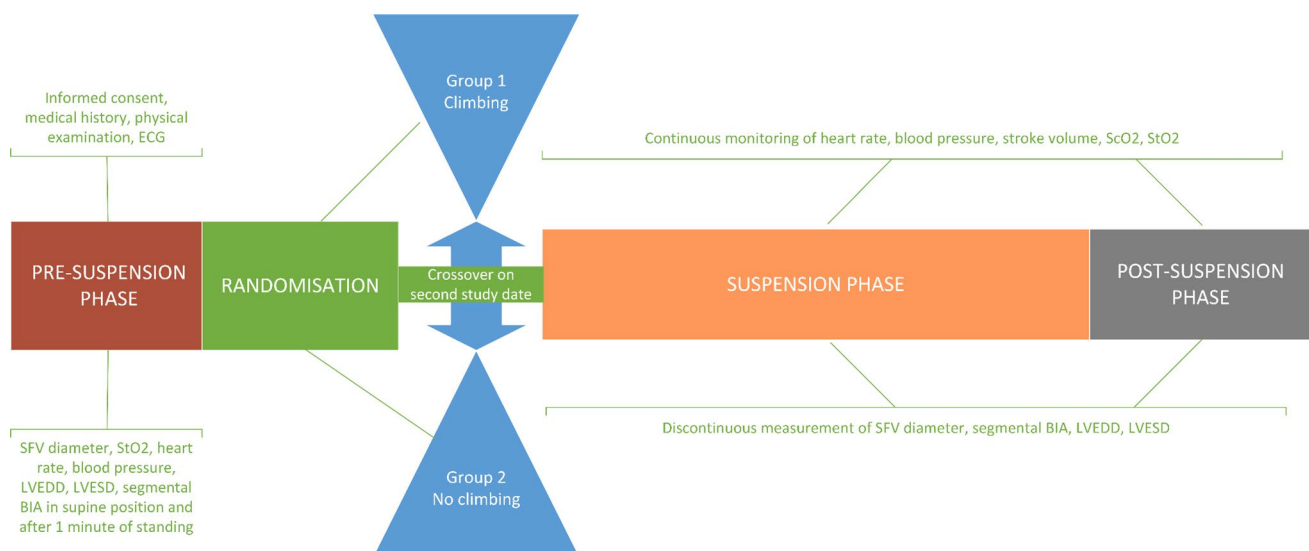 Group 1
Climbing
Informed consent,
medical history, physical
examination, ECG
Continuous monitoring of heart rate, blood pressure, stroke volume, ScO2, StO2
PRE-SUSPENSION
PHASE
RANDOMISATION
Crossover on
second study date
SUSPENSION PHASE
POST-SUSPENSION
PHASE
SFV diameter, StO2, heart
rate, blood pressure,
LVEDD, LVESD, segmental
BIA in supine position and
after 1 minute of standing
Discontinuous measurement of SFV diameter, segmental BIA, LVEDD, LVESD
Group 2
No climbing